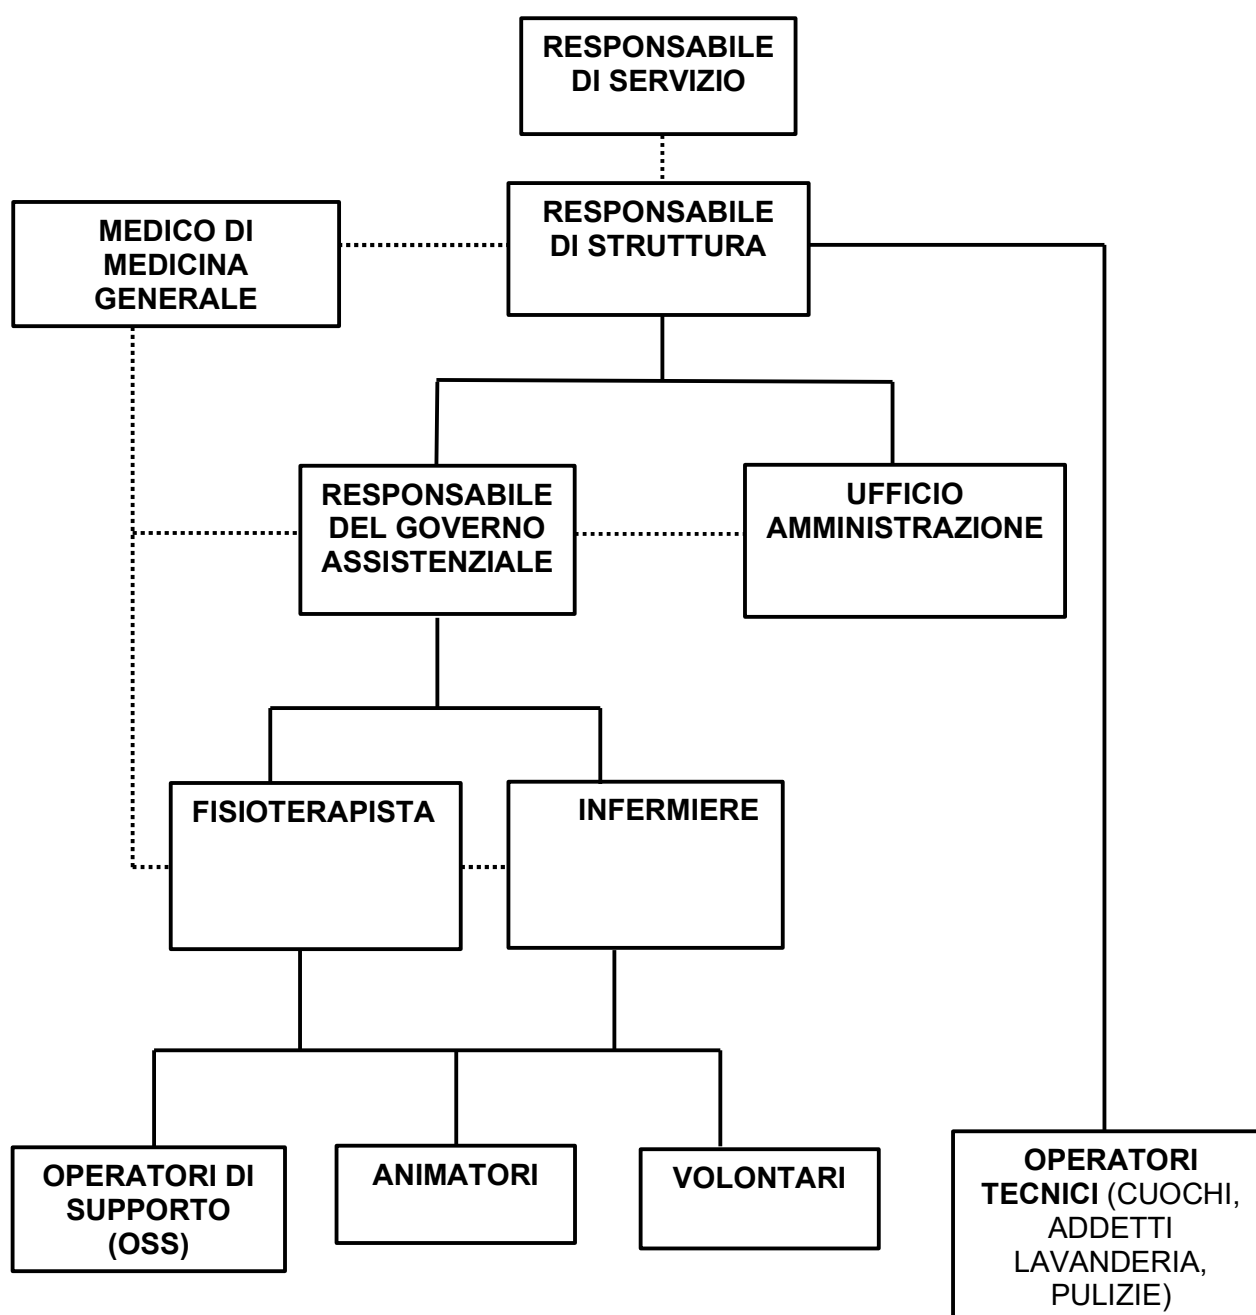 RESPONSABILE
DI SERVIZIO
RESPONSABILE
DI STRUTTURA
MEDICO DI
MEDICINA
GENERALE
RESPONSABILE
DEL GOVERNO
ASSISTENZIALE
UFFICIO
AMMINISTRAZIONE
FISIOTERAPISTA
INFERMIERE
OPERATORI DI
SUPPORTO
(OSS)
ANIMATORI
VOLONTARI
OPERATORI
TECNICI (CUOCHI,
ADDETTI
LAVANDERIA,
PULIZIE)